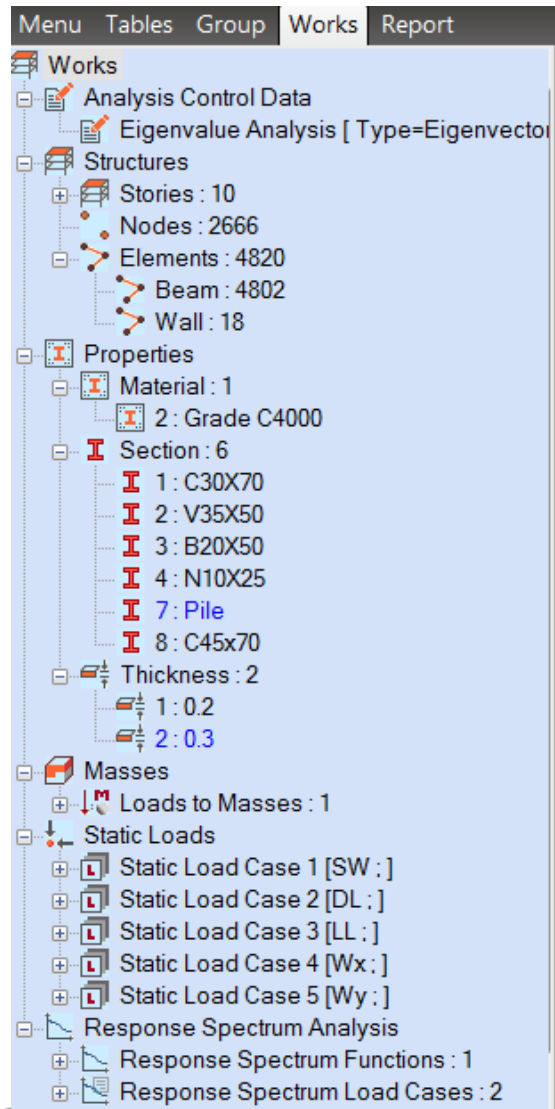 Menu Tables Group Works Report
Works
Analysis Control Data
Eigenvalue Analysis [ Type=Eigenvector
Structures
Stories : 10
Nodes : 2666
Elements : 4820
Beam : 4802
Wall : 18
Properties
Material : 1
2 : Grade C4000
Section : 6
1 : C30X70
2 : V35X50
3 : B20X50
4 : N10X25
7 : Pile
8 : C45x70
Thickness : 2
1 : 0.2
2 : 0.3
Masses
Loads to Masses : 1
Static Loads
Static Load Case 1 [SW ; ]
Static Load Case 2 [DL ; ]
Static Load Case 3 [LL ; ]
Static Load Case 4 [Wx ; ]
Static Load Case 5 [Wy ; ]
Response Spectrum Analysis
Response Spectrum Functions : 1
Response Spectrum Load Cases : 2